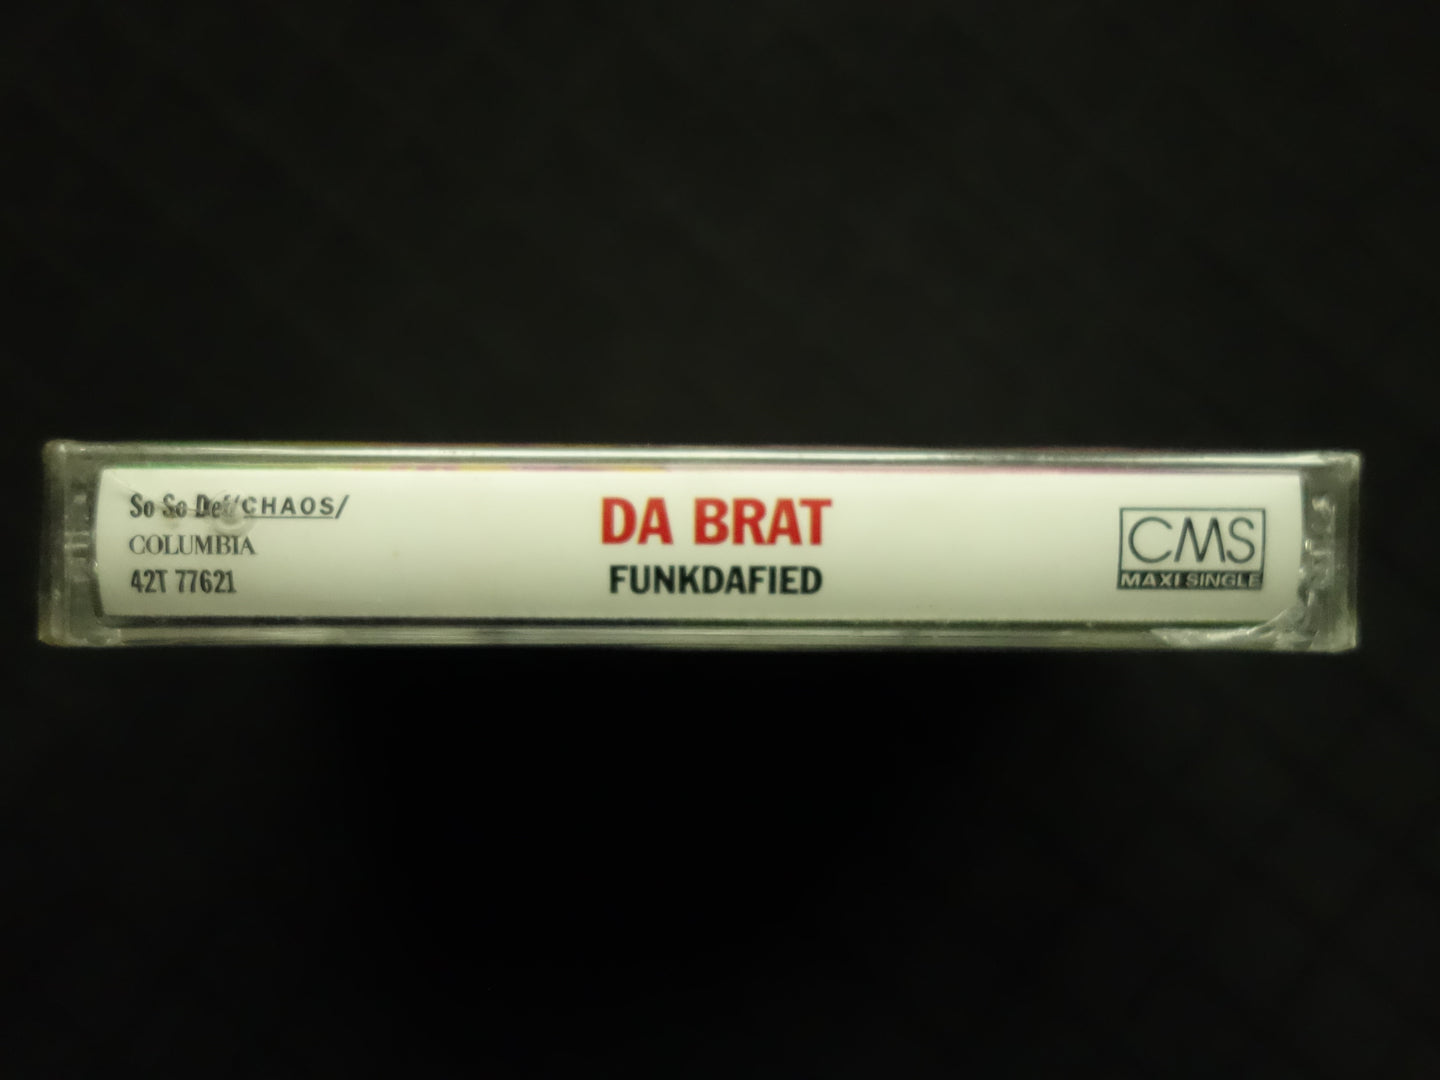 So So Def/CHAOS/
COLUMBIA
42T 77621
DA BRAT
FUNKDAFIED
CMS
MAXI SINGLE